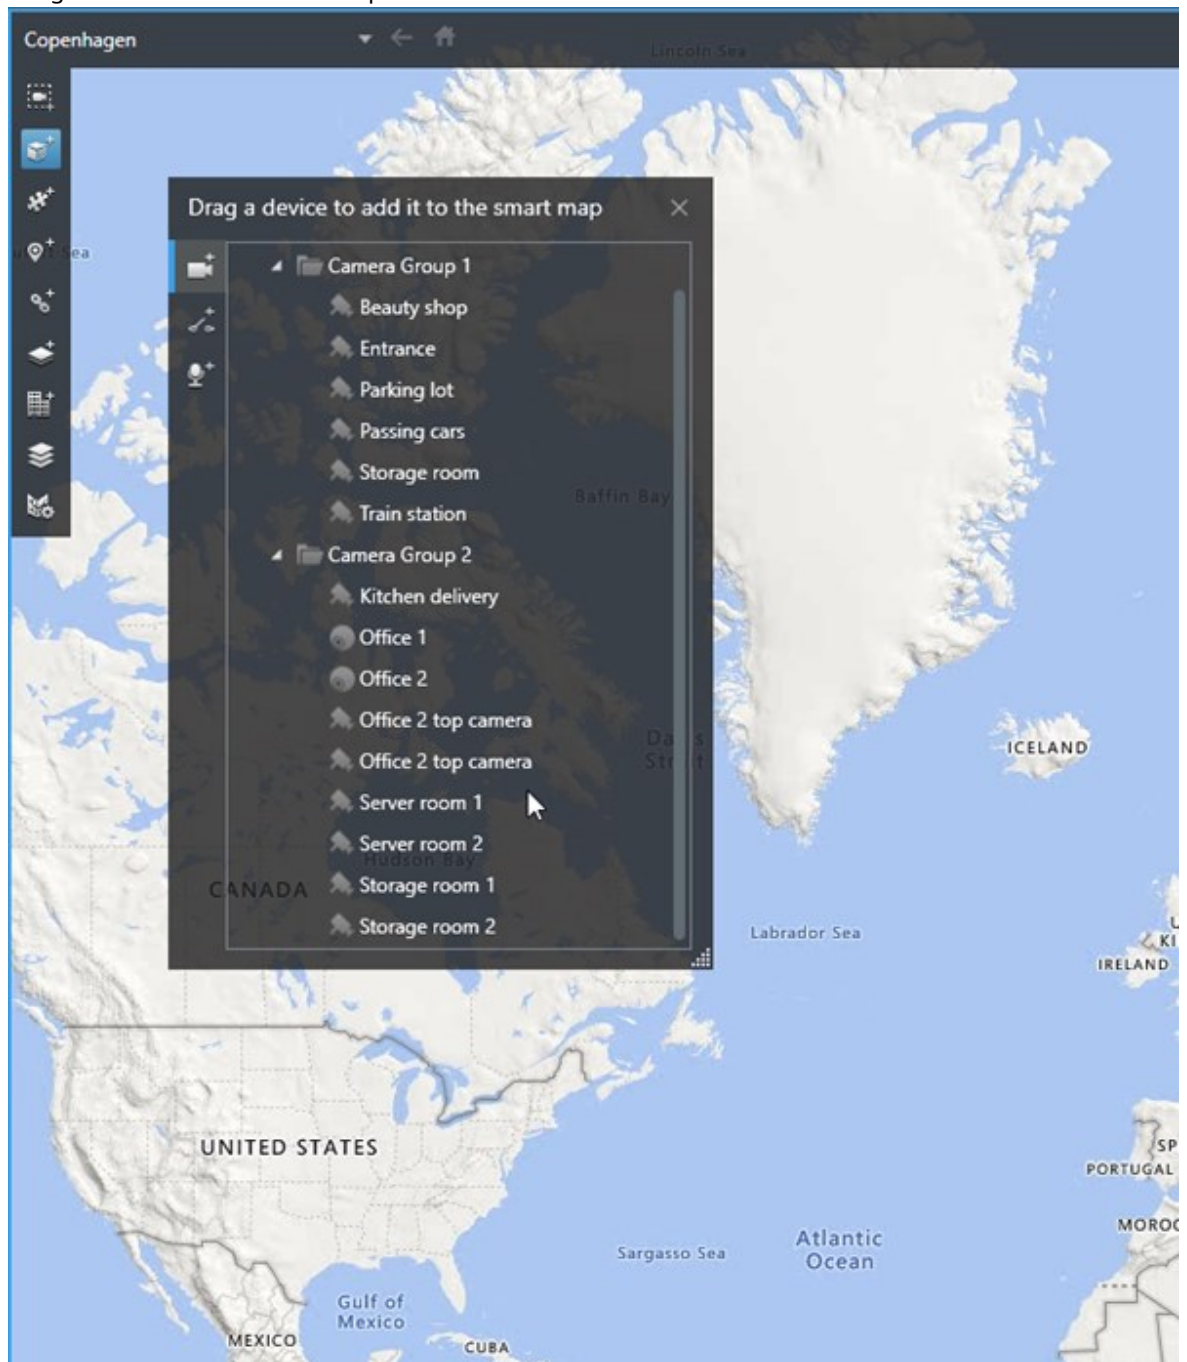 Copenhagen
Lincoln Sea
Sea
Drag a device to add it to the smart map
Camera Group 1
Beauty shop
Entrance
Parking lot
Passing cars
Storage room
Train station
Baffin Bay
Camera Group 2
Kitchen delivery
Office 1
Office 2
Office 2 top camera
Office 2 top camera
Server room 1
Server room 2
Storage room 1
Storage room 2
ICELAND
Hudson Bay
CANADA
Labrador Sea
IRELAND
UNITED STATES
PORTUGAL
Atlantic
Ocean
Sargasso Sea
Gulf of
Mexico
MEXICO
CUBA